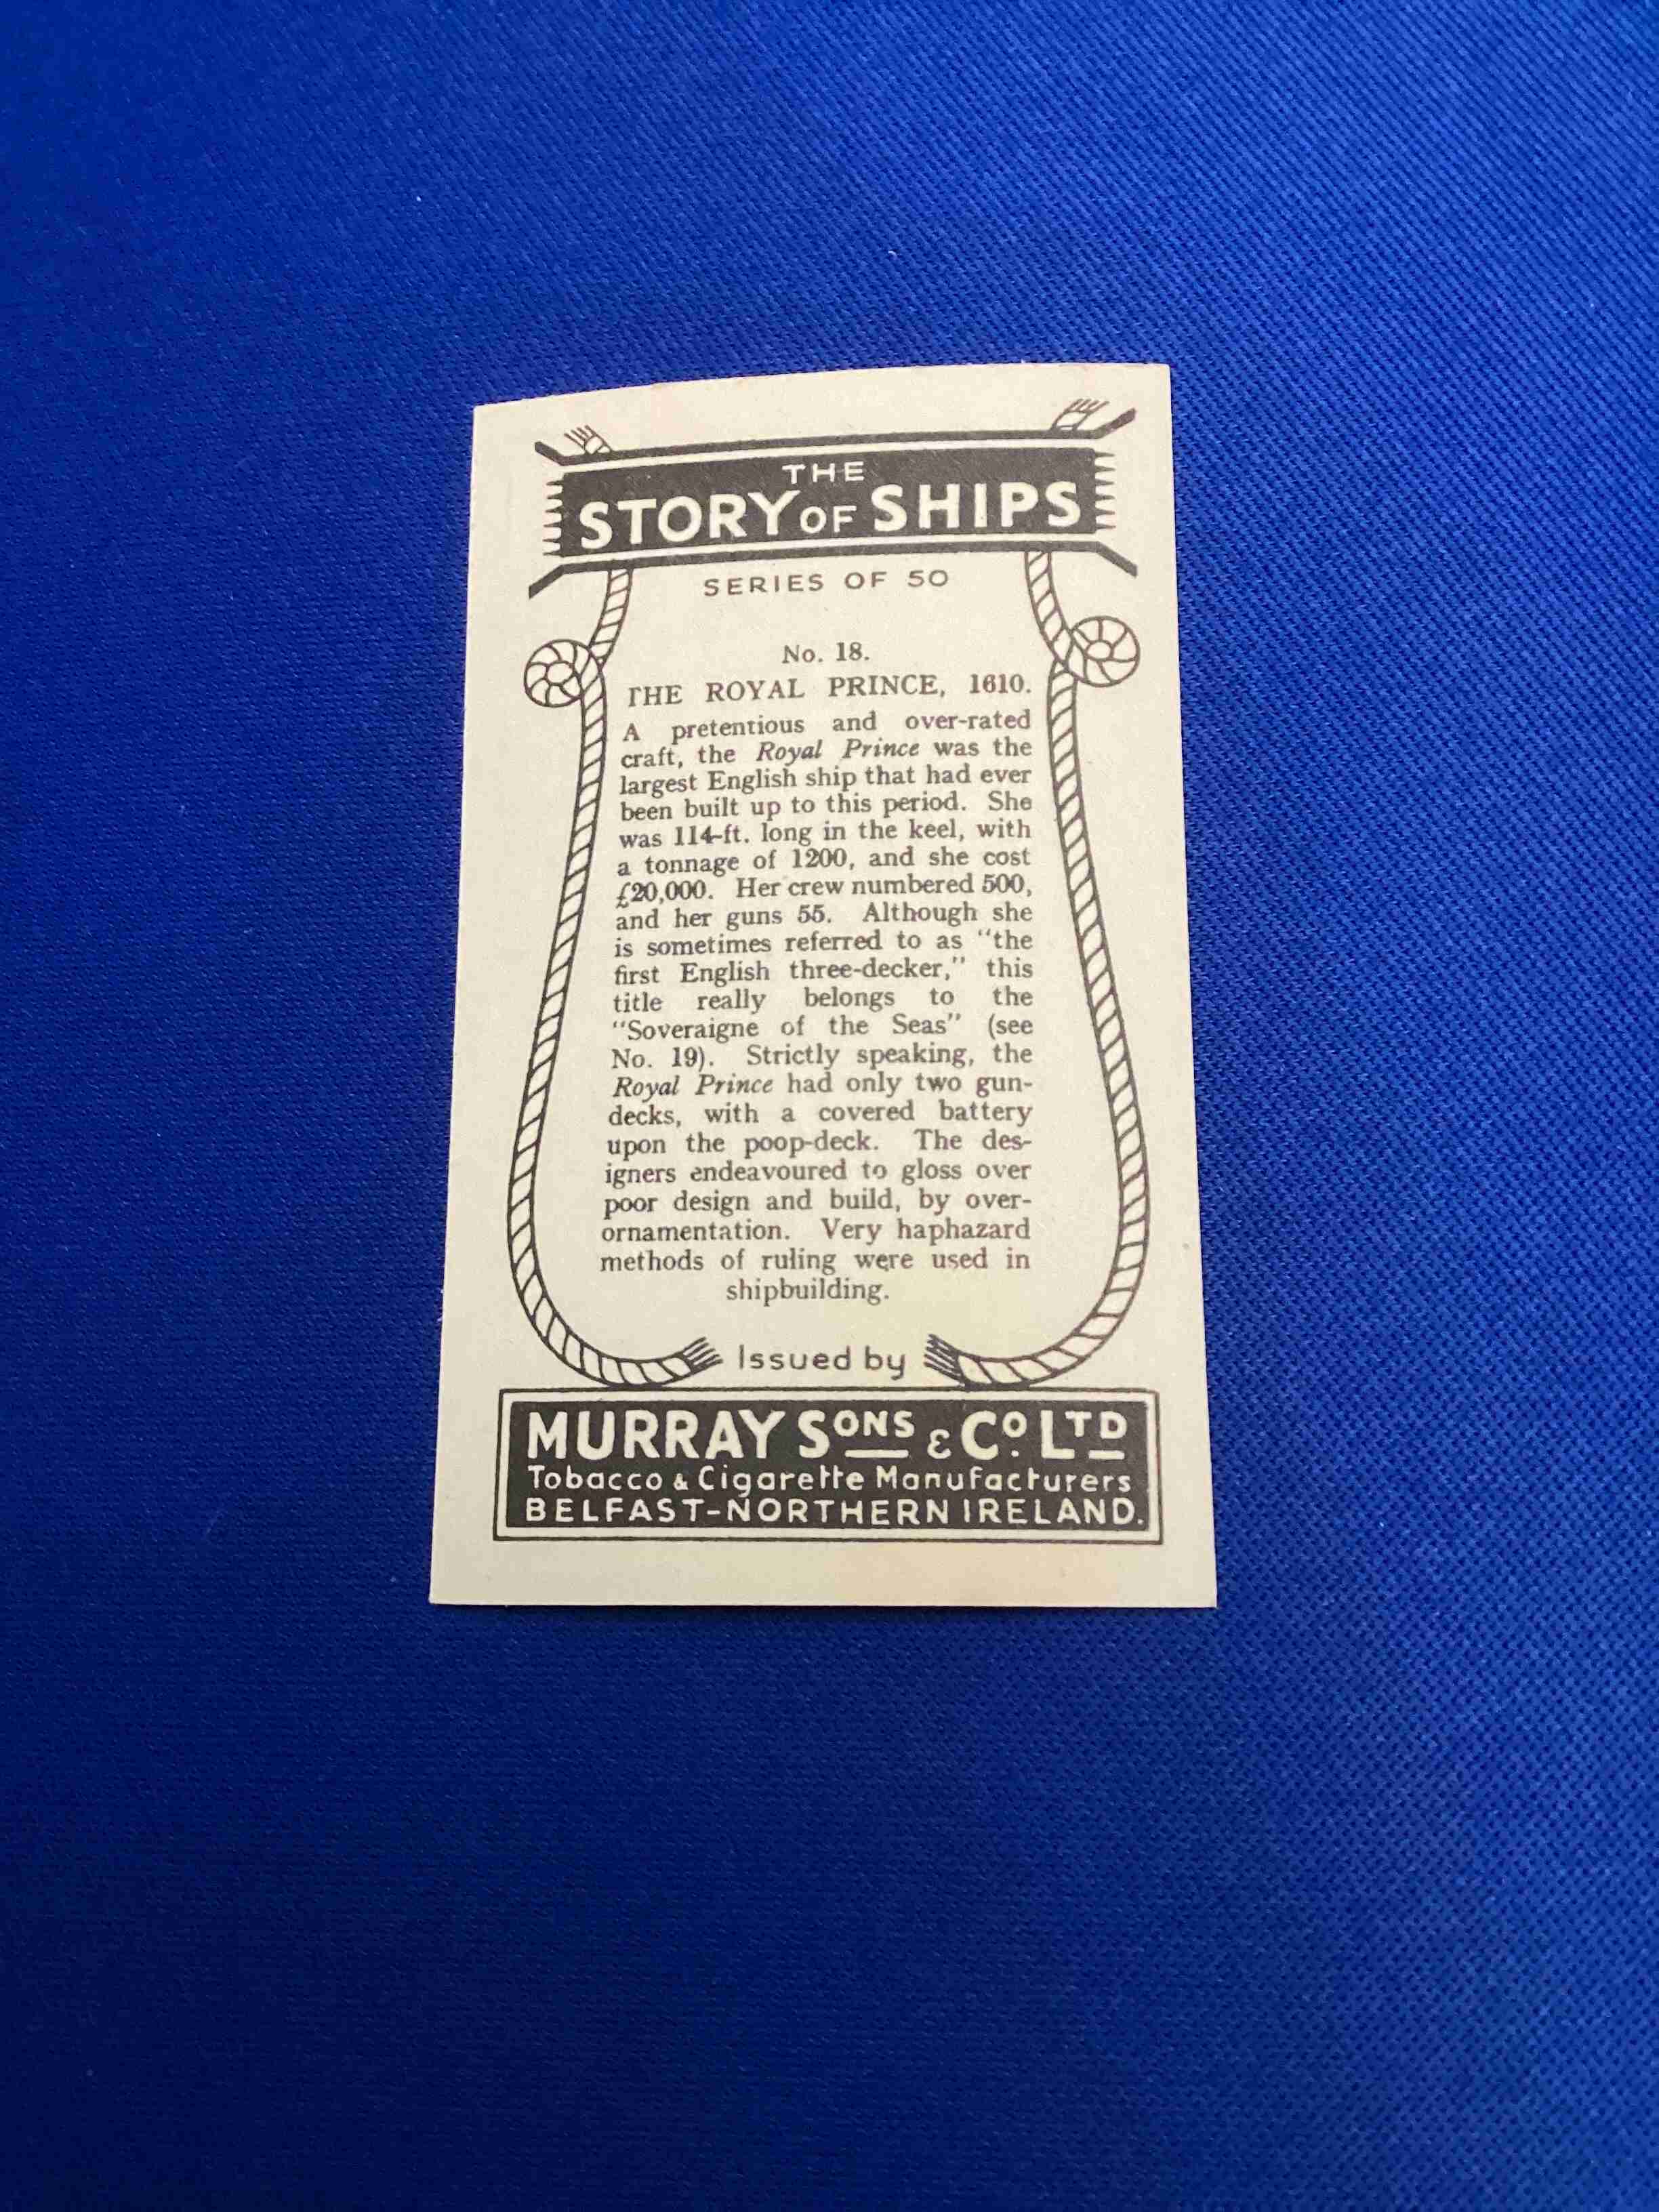 THE
STORY OF SHIPS
SERIES OF 50
No. 18.
THE ROYAL PRINCE, 1610.
A pretentious and over-rated
craft, the Royal Prince was the
largest English ship that had ever
been built up to this period. She
was 114-ft. long in the keel, with
a tonnage of 1200, and she cost
£20,000. Her crew numbered 500,
and her guns 55. Although she
is sometimes referred to as "the
first English three-decker," this
title really belongs to the
"Soveraigne of the Seas" (see
No. 19). Strictly speaking, the
Royal Prince had only two gun-
decks, with a covered battery
upon the poop-deck. The des-
igners endeavoured to gloss over
poor design and build, by over-
ornamentation. Very haphazard
methods of ruling were used in
shipbuilding.
Issued by
MURRAY SONS & CO. LTD
Tobacco & Cigarette Manufacturers
BELFAST-NORTHERN IRELAND.